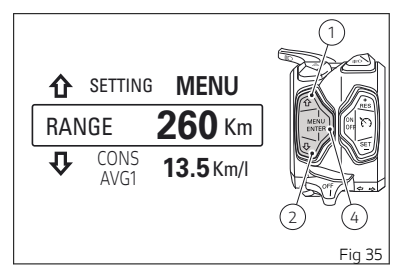 1
SETTING MENU
RANGE 260 Km
CONS
AVG1 13.5 Km/l
MENU
ENTER
RES
ON
OFF
SET
OFF
2
4
Fig 35